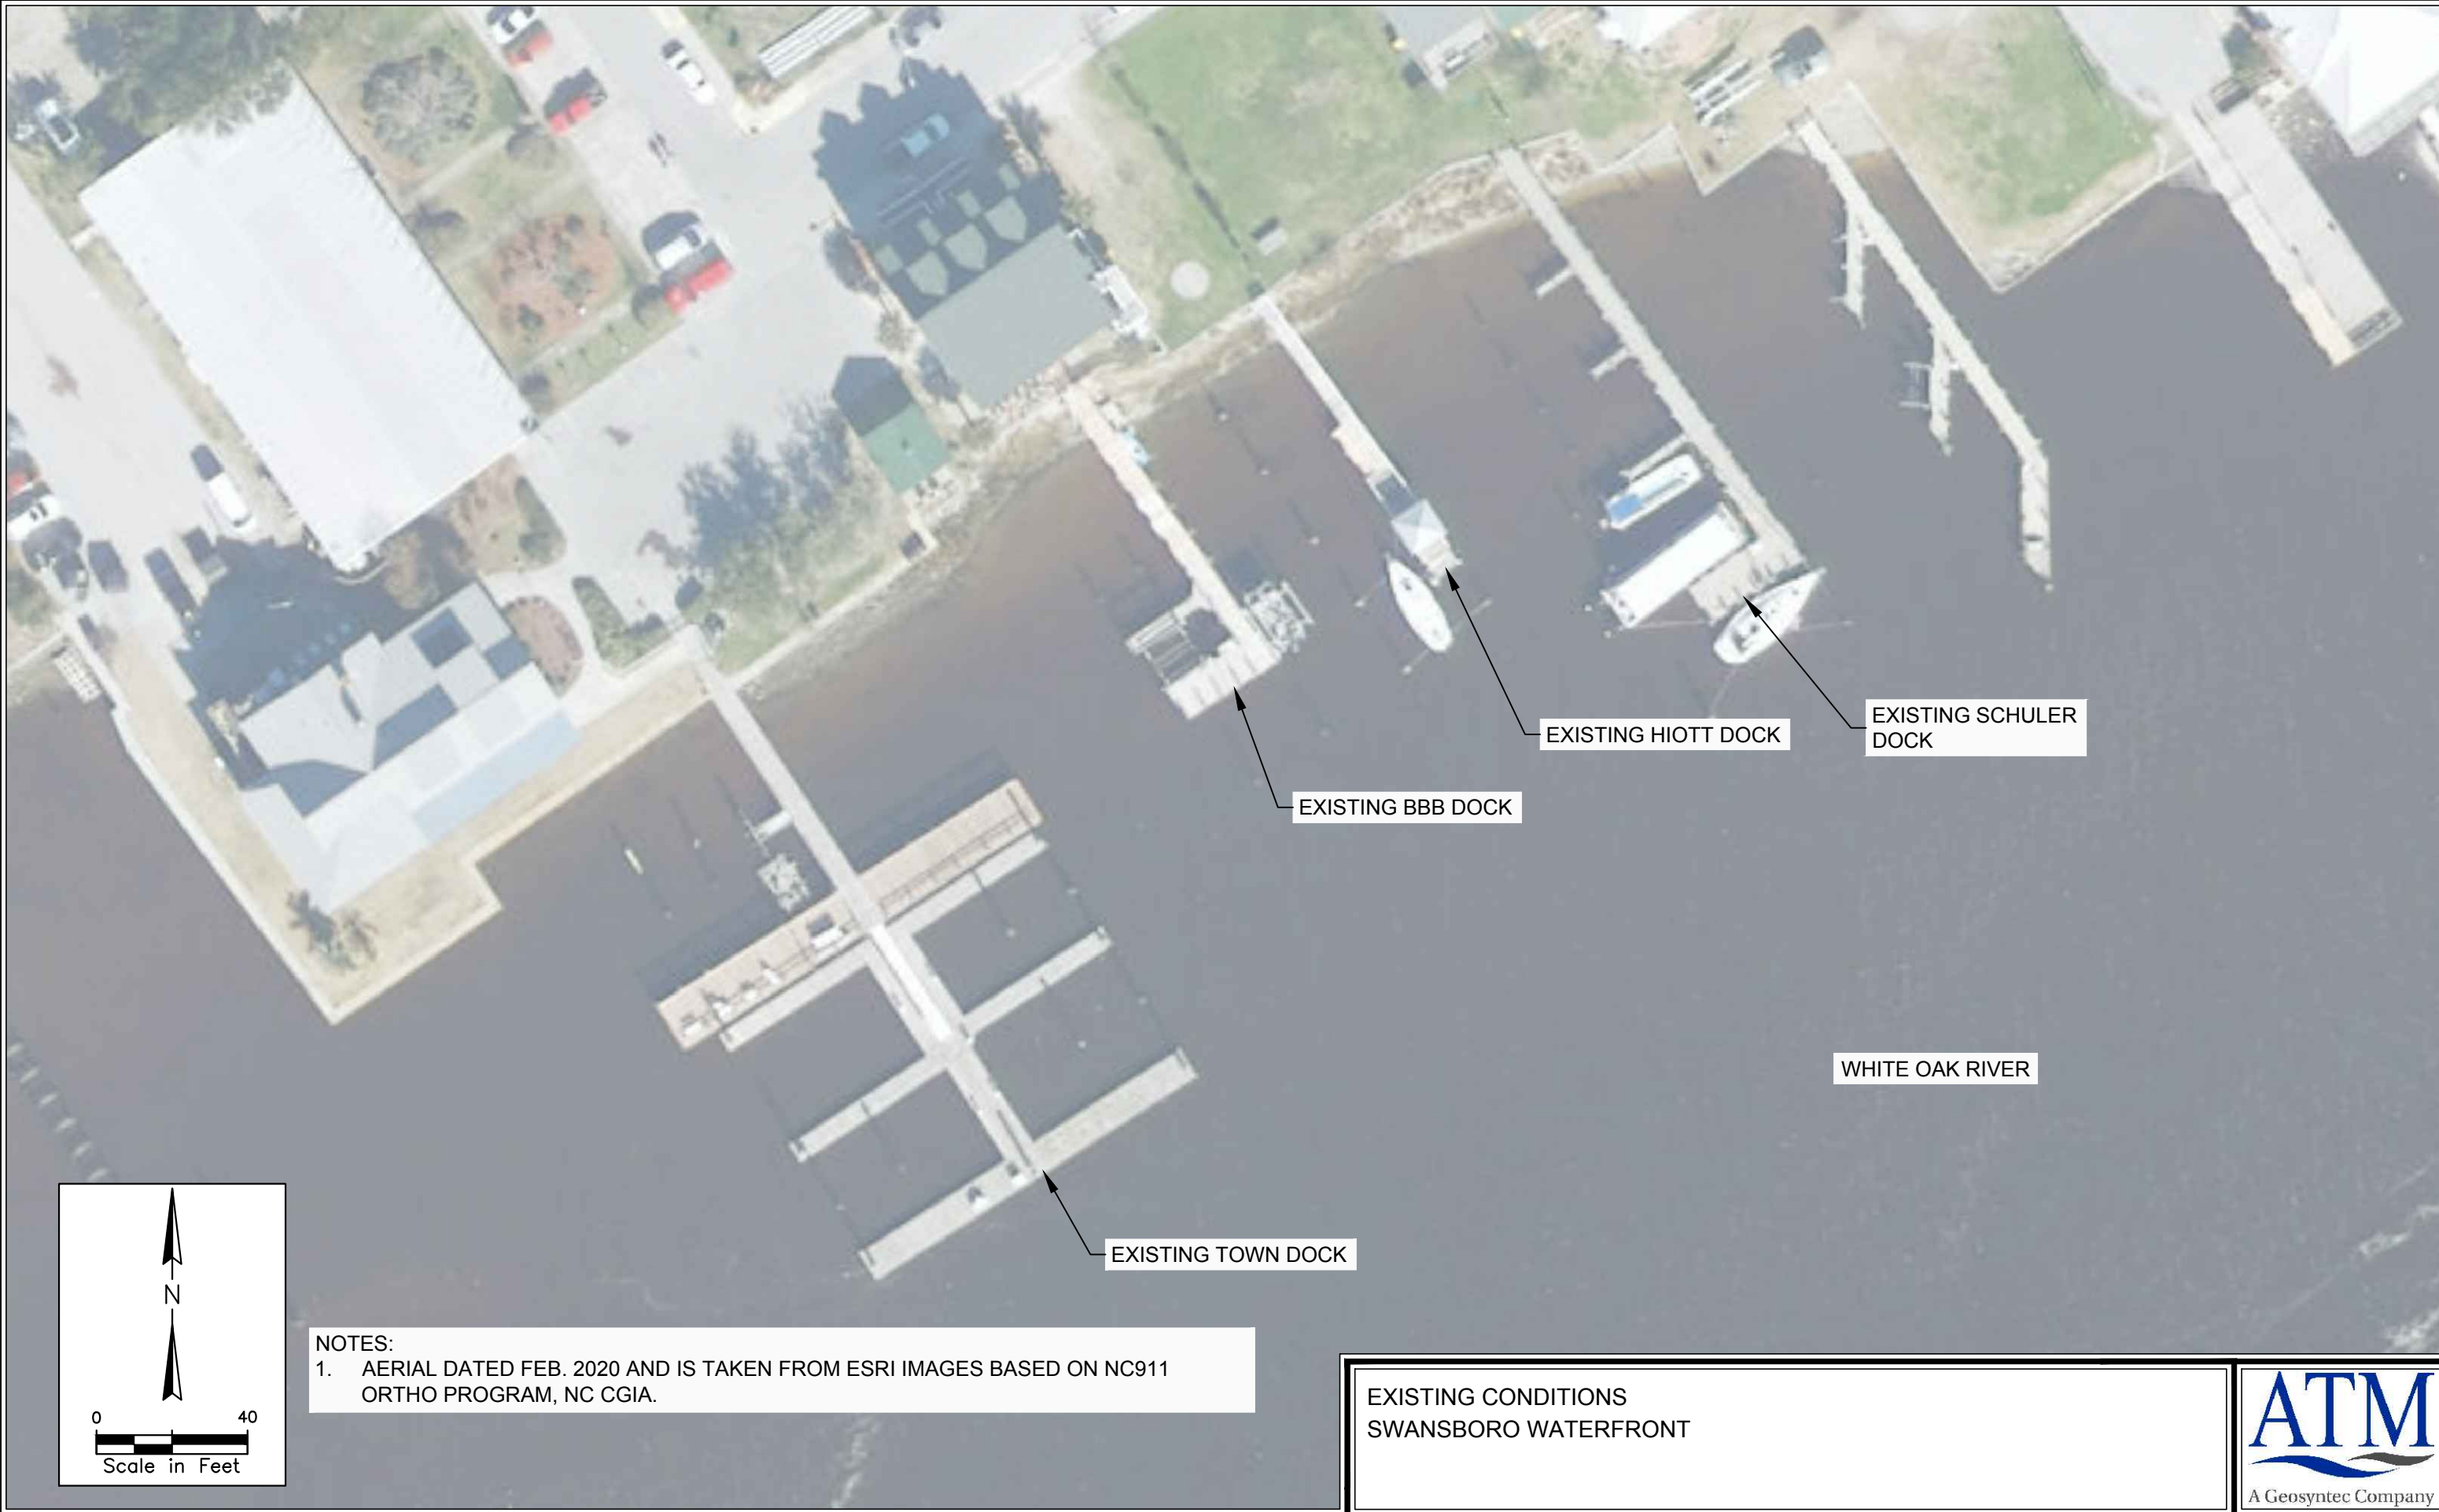 EXISTING SCHULER
DOCK
EXISTING HIOTT DOCK
EXISTING BBB DOCK
WHITE OAK RIVER
EXISTING TOWN DOCK
N
0 40
Scale in Feet
NOTES:
1. AERIAL DATED FEB. 2020 AND IS TAKEN FROM ESRI IMAGES BASED ON NC911
ORTHO PROGRAM, NC CGIA.
EXISTING CONDITIONS
SWANSBORO WATERFRONT
ATM
A Geosyntec Company